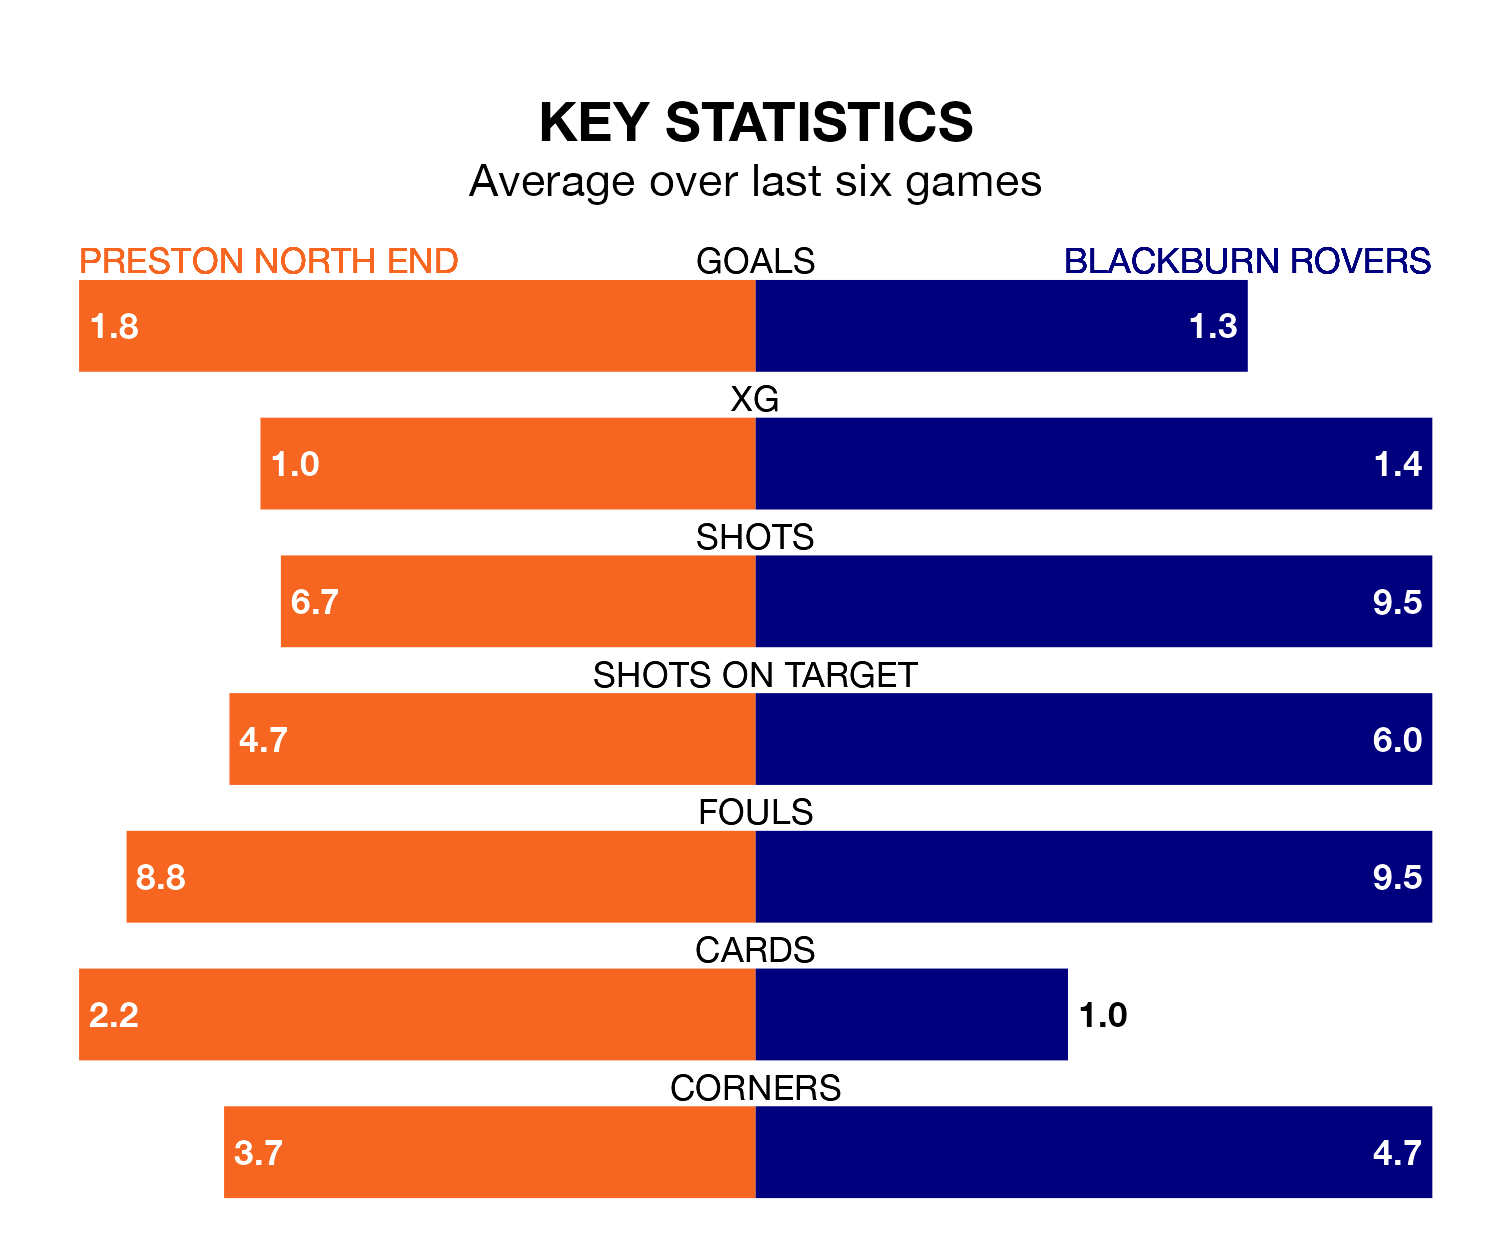 KEY STATISTICS
Average over last six games
PRESTON NORTH END GOALS BLACKBURN ROVERS
1.8 1.3
XG
1.0 1.4
SHOTS
6.7 9.5
SHOTS ON TARGET
4.7 6.0
FOULS
8.8 9.5
CARDS
2.2 1.0
CORNERS
3.7 4.7